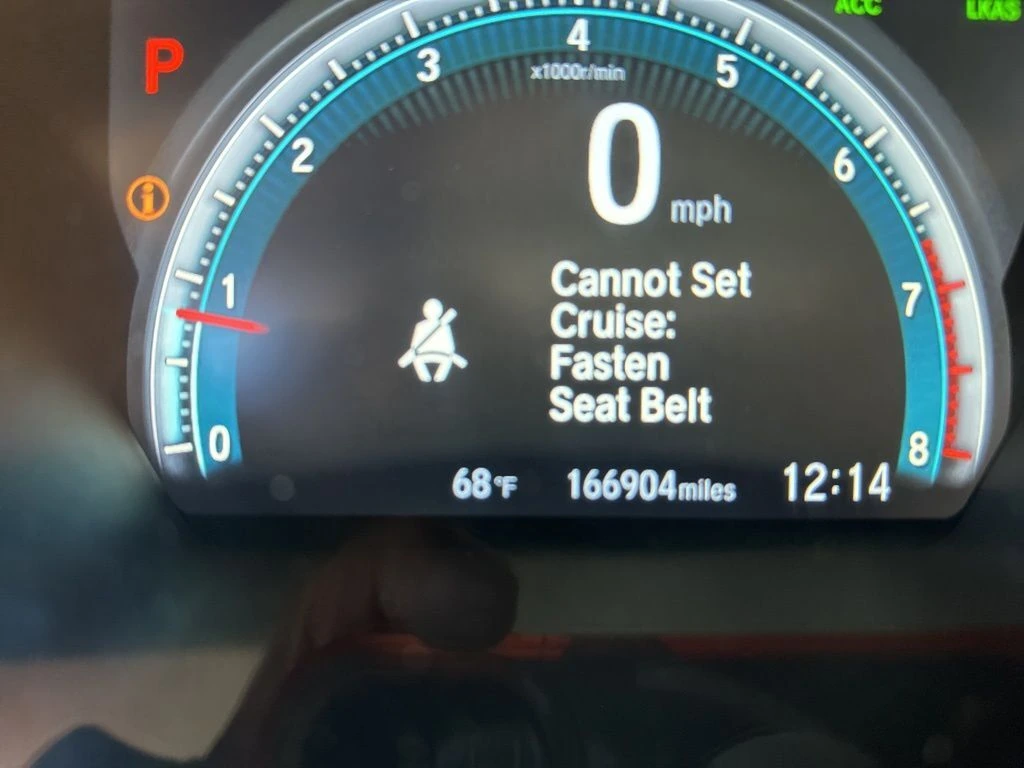 ACC LKAS
P
4
3 5
x1000r/min
2 6
0 mph
1 7
Cannot Set
Cruise:
Fasten
Seat Belt
0 8
68°F 166904miles 12:14